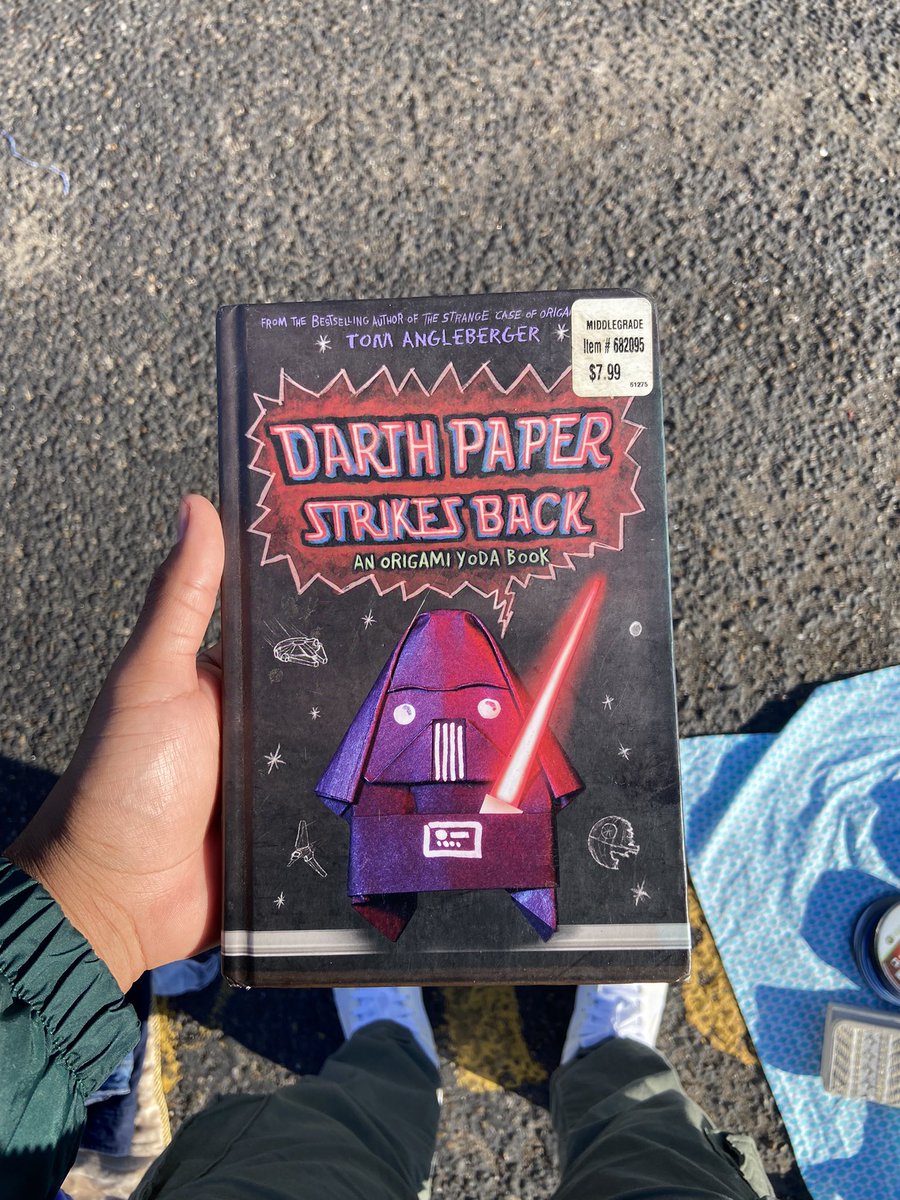 FROM THE BESTSELLING AUTHOR OF THE STRANGE CASE OF ORIGA
TOM ANGLEBERGER
MIDDLEGRADE
Item # 682095
$7.99
51275
DARTH PAPER
STRIKES BACK
AN ORIGAMI YODA BOOK